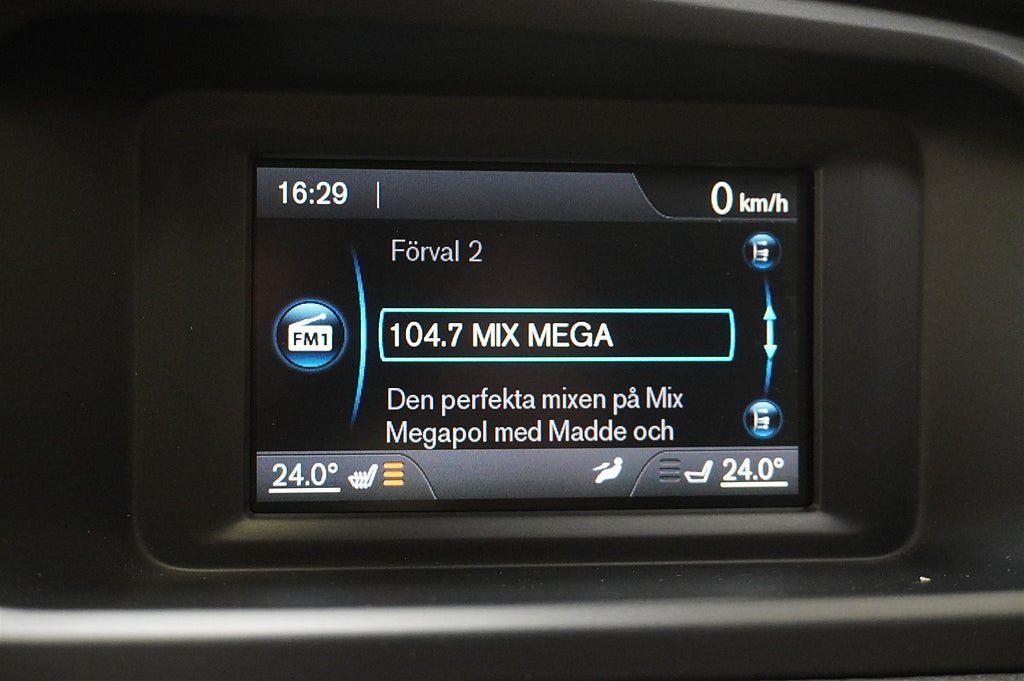 16:29
0 km/h
Förval 2
FM1
104.7 MIX MEGA
Den perfekta mixen på Mix
Megapol med Madde och
24.0° 24.0°